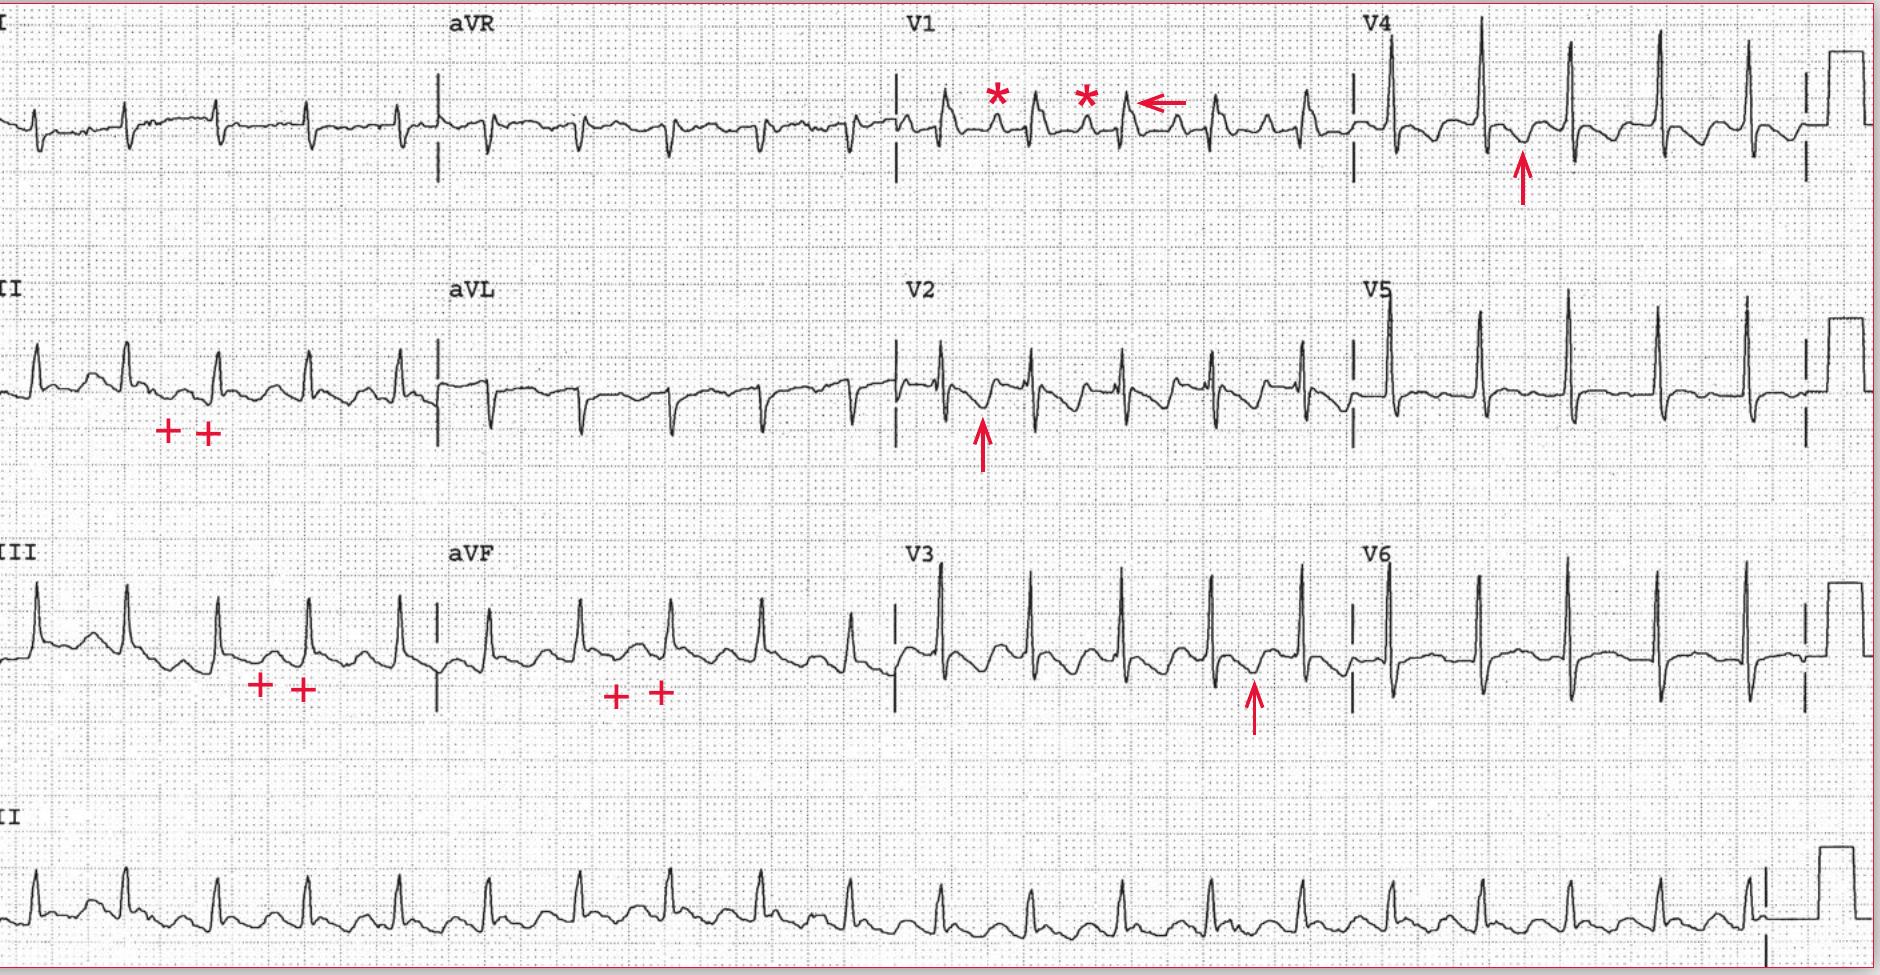 I aVR V1 V4
* *
II aVL V2 V5
+ +
III aVF V3 V6
+ + + +
II